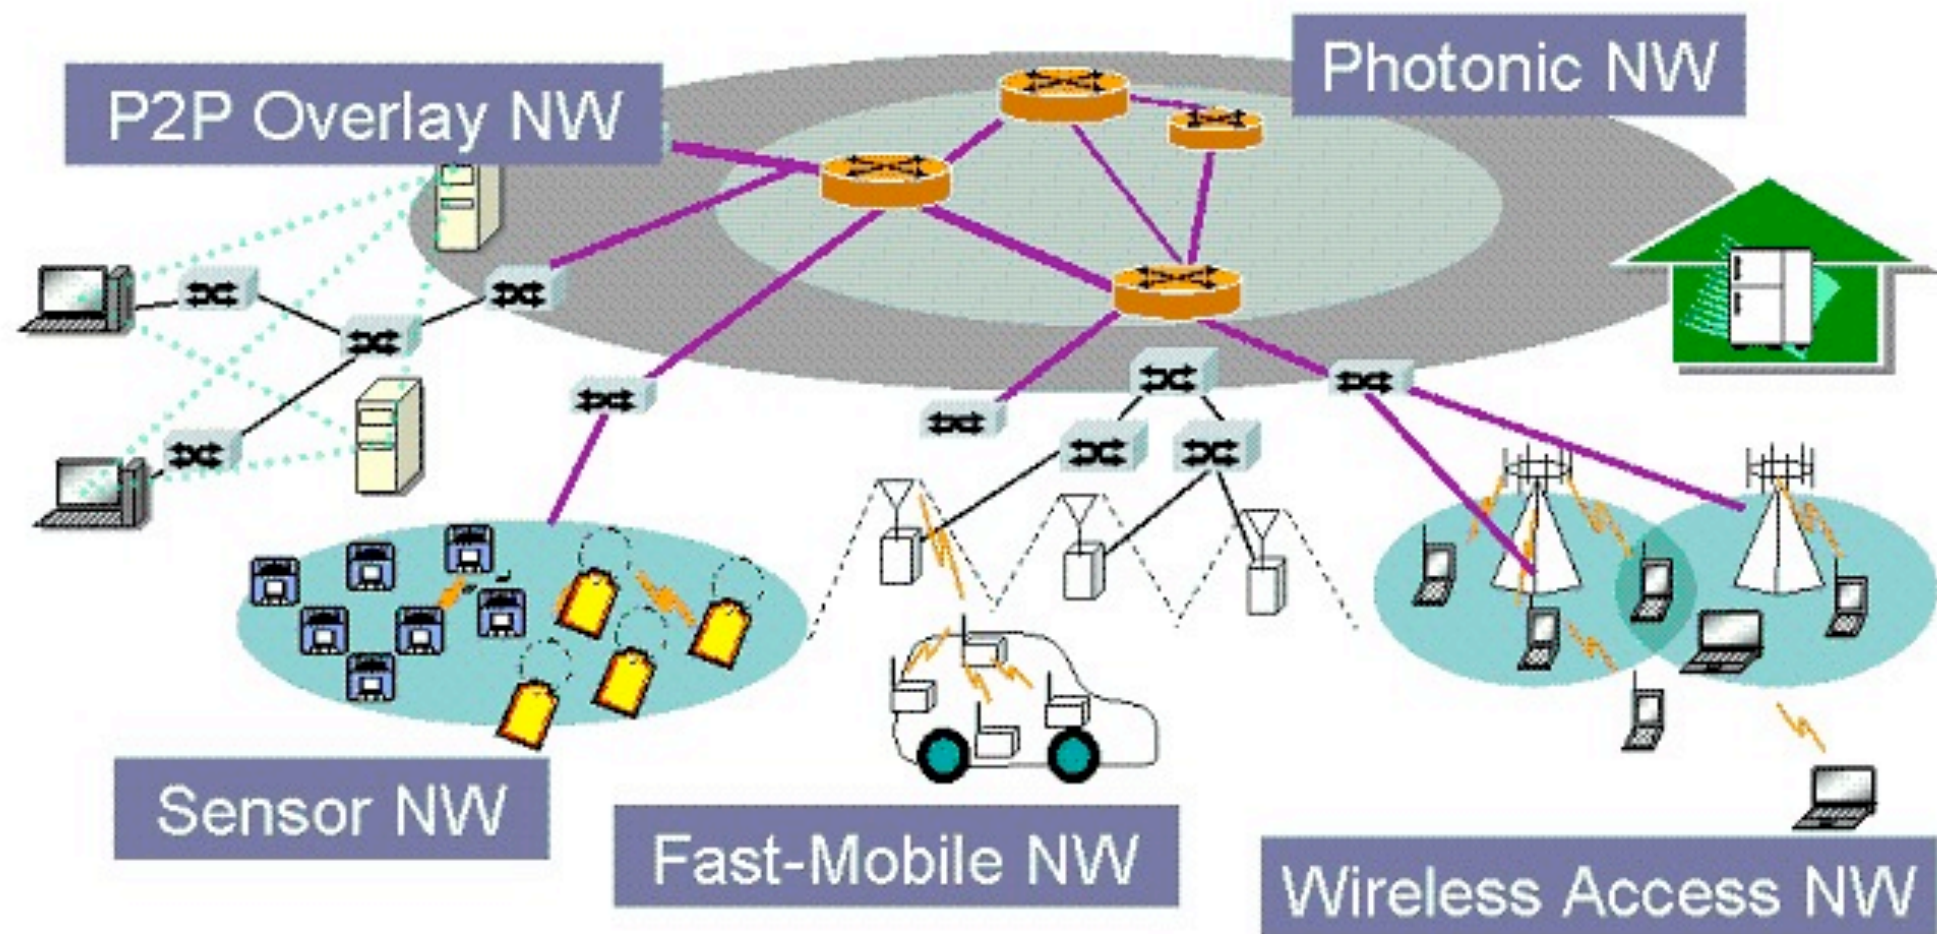 Photonic NW
P2P Overlay NW
Sensor NW
Fast-Mobile NW
Wireless Access NW